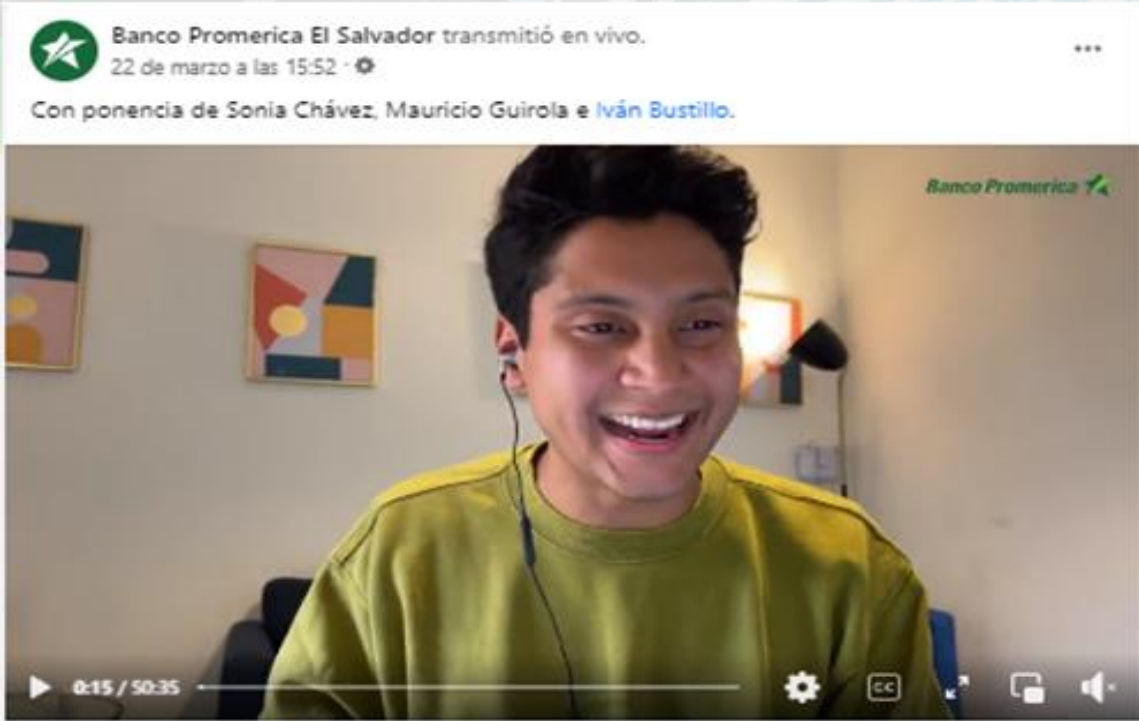 Banco Promerica El Salvador transmitió en vivo.
22 de marzo a las 15:52 ·
Con ponencia de Sonia Chávez, Mauricio Guirola e Iván Bustillo.
Banco Promerica
0:15 / 50:35
CC